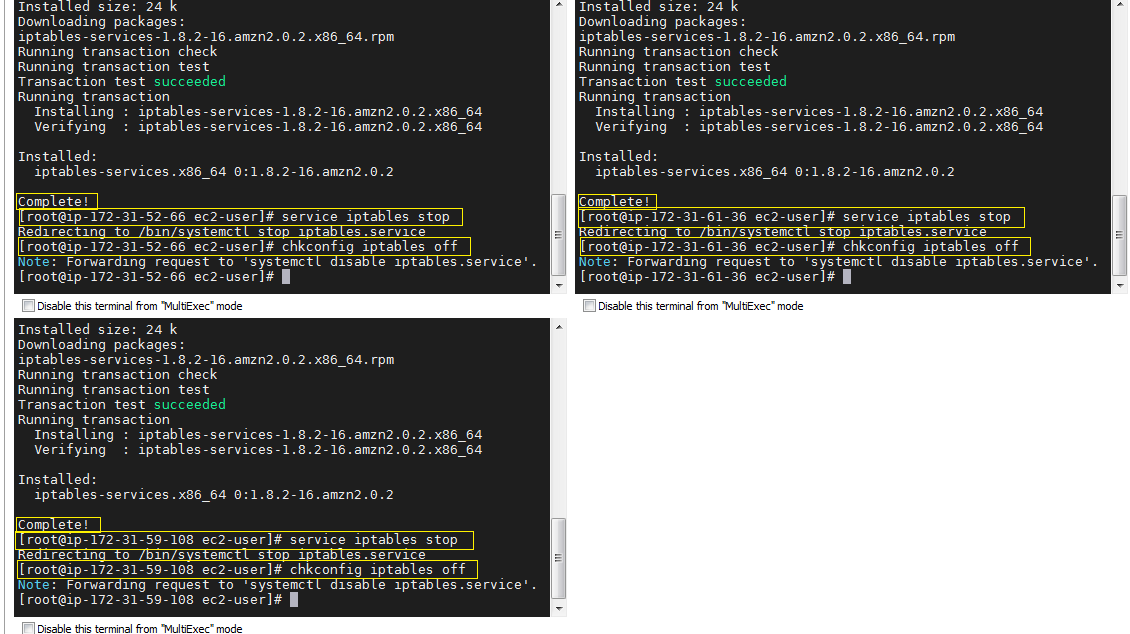 Installed size: 24 k
Downloading packages:
iptables-services-1.8.2-16.amzn2.0.2.x86_64.rpm
Running transaction check
Running transaction test
Transaction test succeeded
Running transaction
  Installing : iptables-services-1.8.2-16.amzn2.0.2.x86_64
  Verifying  : iptables-services-1.8.2-16.amzn2.0.2.x86_64

Installed:
  iptables-services.x86_64 0:1.8.2-16.amzn2.0.2

Complete!
[root@ip-172-31-52-66 ec2-user]# service iptables stop
Redirecting to /bin/systemctl stop iptables.service
[root@ip-172-31-52-66 ec2-user]# chkconfig iptables off
Note: Forwarding request to 'systemctl disable iptables.service'.
[root@ip-172-31-52-66 ec2-user]#
Disable this terminal from "MultiExec" mode
Installed size: 24 k
Downloading packages:
iptables-services-1.8.2-16.amzn2.0.2.x86_64.rpm
Running transaction check
Running transaction test
Transaction test succeeded
Running transaction
  Installing : iptables-services-1.8.2-16.amzn2.0.2.x86_64
  Verifying  : iptables-services-1.8.2-16.amzn2.0.2.x86_64

Installed:
  iptables-services.x86_64 0:1.8.2-16.amzn2.0.2

Complete!
[root@ip-172-31-61-36 ec2-user]# service iptables stop
Redirecting to /bin/systemctl stop iptables.service
[root@ip-172-31-61-36 ec2-user]# chkconfig iptables off
Note: Forwarding request to 'systemctl disable iptables.service'.
[root@ip-172-31-61-36 ec2-user]#
Disable this terminal from "MultiExec" mode
Installed size: 24 k
Downloading packages:
iptables-services-1.8.2-16.amzn2.0.2.x86_64.rpm
Running transaction check
Running transaction test
Transaction test succeeded
Running transaction
  Installing : iptables-services-1.8.2-16.amzn2.0.2.x86_64
  Verifying  : iptables-services-1.8.2-16.amzn2.0.2.x86_64

Installed:
  iptables-services.x86_64 0:1.8.2-16.amzn2.0.2

Complete!
[root@ip-172-31-59-108 ec2-user]# service iptables stop
Redirecting to /bin/systemctl stop iptables.service
[root@ip-172-31-59-108 ec2-user]# chkconfig iptables off
Note: Forwarding request to 'systemctl disable iptables.service'.
[root@ip-172-31-59-108 ec2-user]#
Disable this terminal from "MultiExec" mode